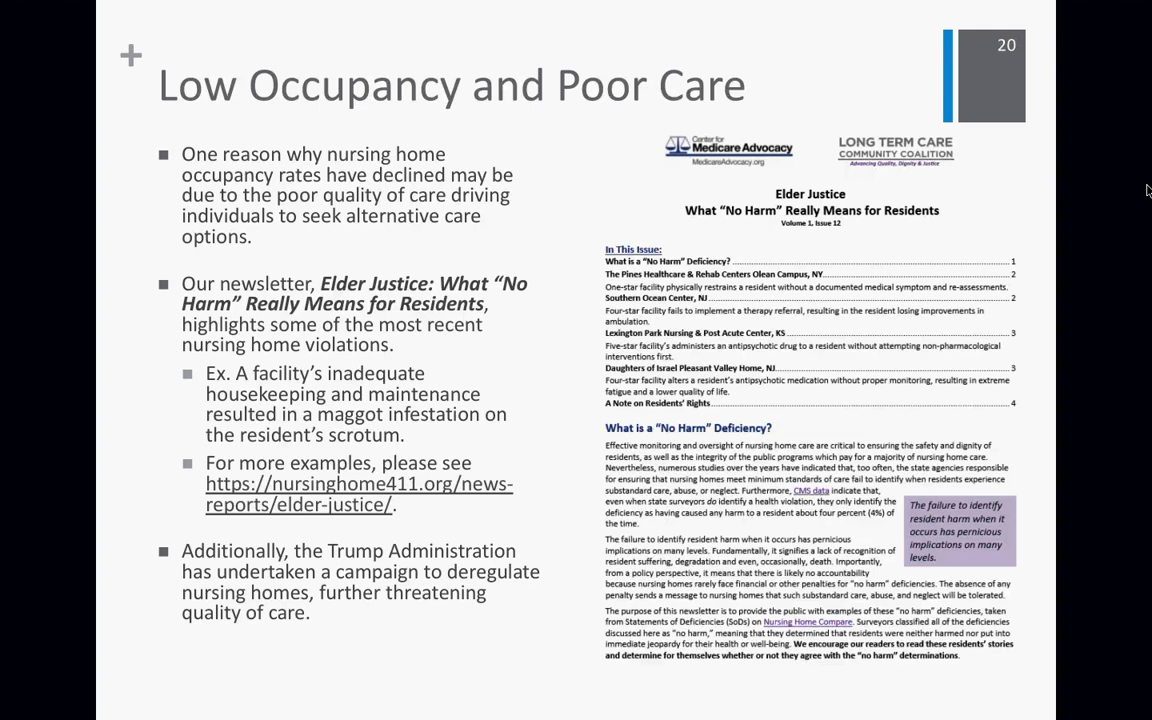 20
+
Low Occupancy and Poor Care
One reason why nursing home
occupancy rates have declined may be
due to the poor quality of care driving
individuals to seek alternative care
options.
Our newsletter, Elder Justice: What “No
Harm” Really Means for Residents,
highlights some of the most recent
nursing home violations.
Ex. A facility’s inadequate
housekeeping and maintenance
resulted in a maggot infestation on
the resident’s scrotum.
For more examples, please see
https://nursinghome411.org/news-
reports/elder-justice/.
Additionally, the Trump Administration
has undertaken a campaign to deregulate
nursing homes, further threatening
quality of care.
Center for
Medicare Advocacy
MedicareAdvocacy.org
LONG TERM CARE
COMMUNITY COALITION
Advancing Quality, Dignity & Justice
Elder Justice
What “No Harm” Really Means for Residents
Volume 1, Issue 12
In This Issue:
What is a “No Harm” Deficiency? 1
The Pines Healthcare & Rehab Centers Olean Campus, NY 2
One-star facility physically restrains a resident without a documented medical symptom and re-assessments.
Southern Ocean Center, NJ 2
Four-star facility fails to implement a therapy referral, resulting in the resident losing improvements in
ambulation.
Lexington Park Nursing & Post Acute Center, KS 3
Five-star facility’s administers an antipsychotic drug to a resident without attempting non-pharmacological
interventions first.
Daughters of Israel Pleasant Valley Home, NJ 3
Four-star facility alters a resident’s antipsychotic medication without proper monitoring, resulting in extreme
fatigue and a lower quality of life.
A Note on Residents’ Rights 4
What is a “No Harm” Deficiency?
Effective monitoring and oversight of nursing home care are critical to ensuring the safety and dignity of
residents, as well as the integrity of the public programs which pay for a majority of nursing home care.
Nevertheless, numerous studies over the years have indicated that, too often, the state agencies responsible
for ensuring that nursing homes meet minimum standards of care fail to identify when residents experience
substandard care, abuse, or neglect. Furthermore, CMS data indicate that,
even when state surveyors do identify a health violation, they only identify the
deficiency as having caused any harm to a resident about four percent (4%) of
the time.
The failure to identify
resident harm when it
occurs has pernicious
implications on many
levels.
The failure to identify resident harm when it occurs has pernicious
implications on many levels. Fundamentally, it signifies a lack of recognition of
resident suffering, degradation and even, occasionally, death. Importantly,
from a policy perspective, it means that there is likely no accountability
because nursing homes rarely face financial or other penalties for “no harm” deficiencies. The absence of any
penalty sends a message to nursing homes that such substandard care, abuse, and neglect will be tolerated.
The purpose of this newsletter is to provide the public with examples of these “no harm” deficiencies, taken
from Statements of Deficiencies (SoDs) on Nursing Home Compare. Surveyors classified all of the deficiencies
discussed here as “no harm,” meaning that they determined that residents were neither harmed nor put into
immediate jeopardy for their health or well-being. We encourage our readers to read these residents’ stories
and determine for themselves whether or not they agree with the “no harm” determinations.